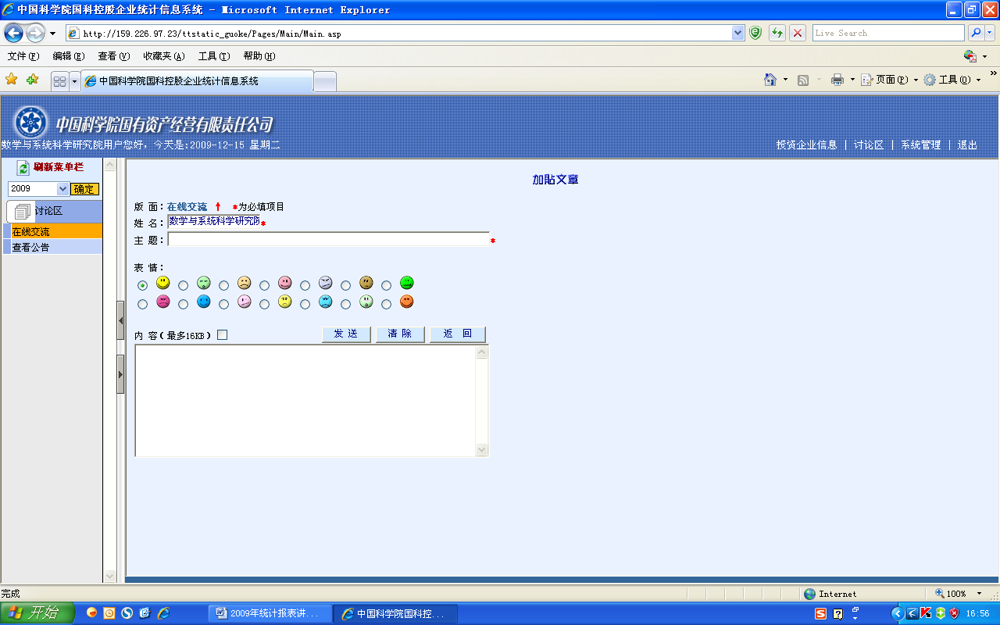 中国科学院国科控股企业统计信息系统 - Microsoft Internet Explorer
http://159.226.97.23/ttstatic_guoke/Pages/Main/Main.asp
Live Search
文件(F) 编辑(E) 查看(V) 收藏夹(A) 工具(T) 帮助(H)
中国科学院国科控股企业统计信息系统
页面(P) 工具(O)
中国科学院国有资产经营有限责任公司
数学与系统科学研究院用户您好，今天是:2009-12-15 星期二
投资企业信息 | 讨论区 | 系统管理 | 退出
刷新菜单栏
2009 确定
讨论区
在线交流
查看公告
加贴文章
版 面：在线交流 ↑ *为必填项目
姓 名：数学与系统科学研究院*
主 题：*
表 情：
内 容(最多16KB)
发 送 清 除 返 回
完成
Internet
100%
开始
2009年统计报表讲...
中国科学院国科控...
16:56